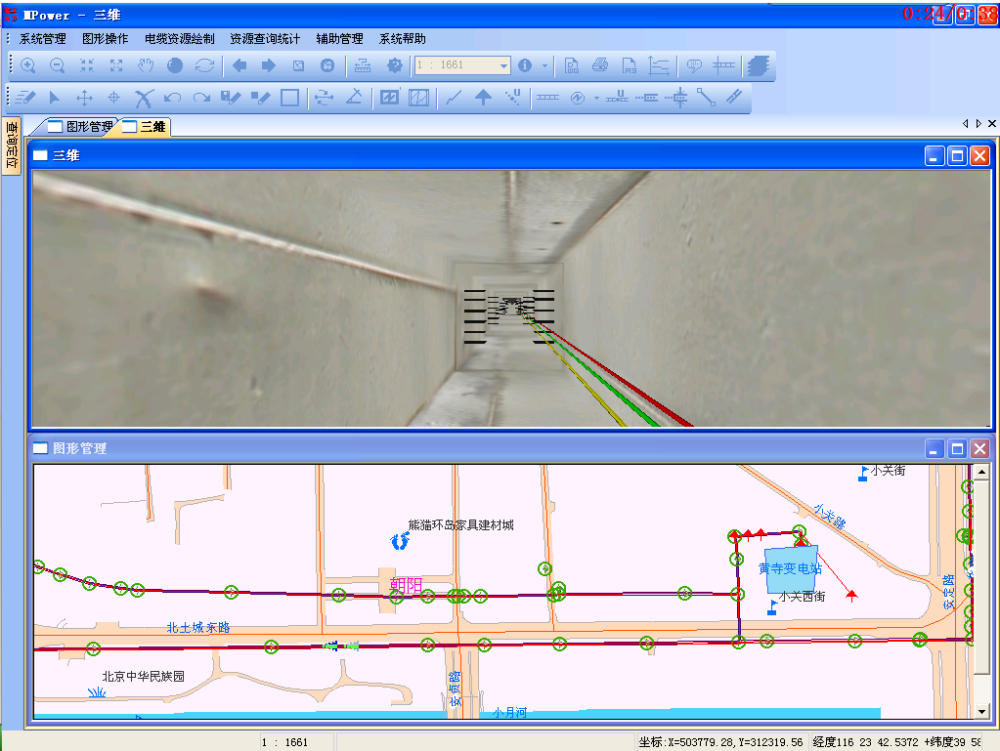 MPower - 三维
0:24/0:38
系统管理 图形操作 电缆资源绘制 资源查询统计 辅助管理 系统帮助
1 : 1661
查询定位
图形管理 三维
三维
图形管理
小关街
小关路
熊猫环岛家具建材城
黄寺变电站
朝阳
小关西街
安定路
北土城东路
北京中华民族园
安贞路
小月河
1 : 1661
坐标:X=503779.28,Y=312319.56
经度116 23 42.5372 +纬度39 58